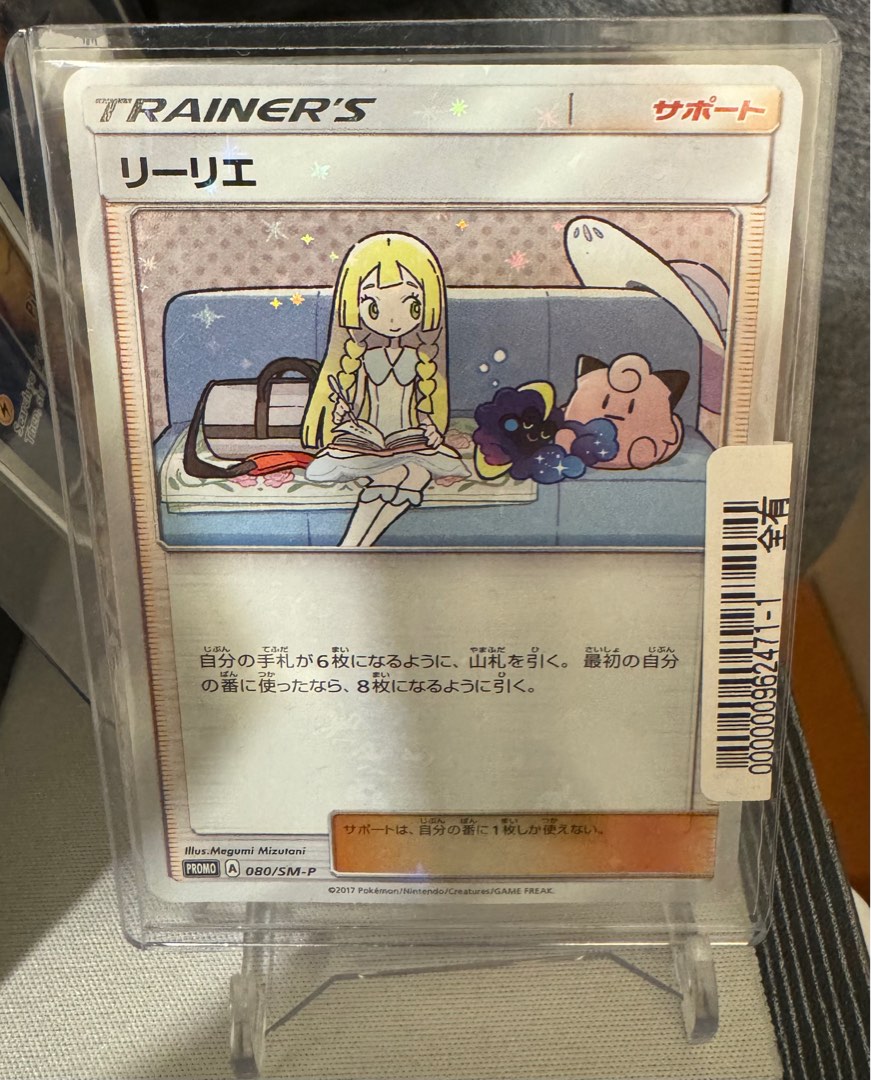 TRAINER'S
サポート
リーリエ
自分の手札が6枚になるように、山札を引く。最初の自分
の番に使ったなら、8枚になるように引く。
サポートは、自分の番に1枚しか使えない。
Illus.Megumi Mizutani
PROMO A 080/SM-P
©2017 Pokémon/Nintendo/Creatures/GAME FREAK.
全有
0000000962471-1